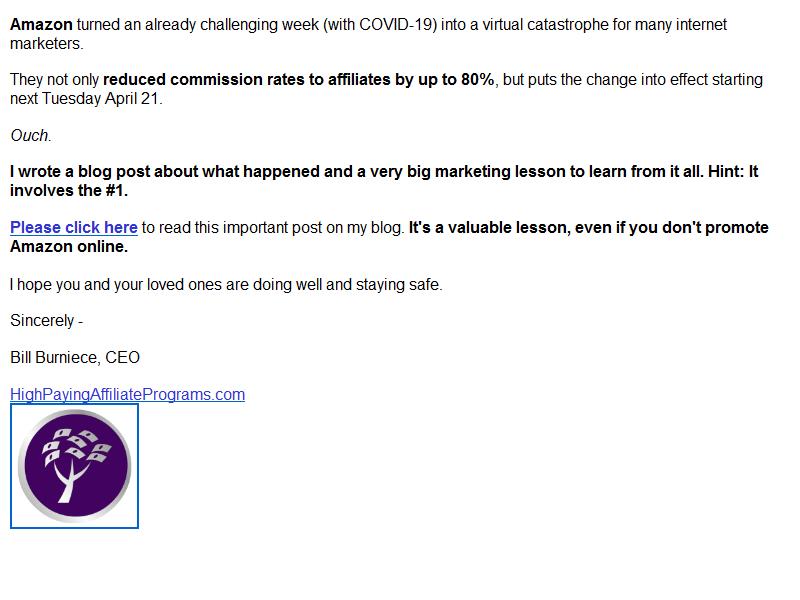 Amazon turned an already challenging week (with COVID-19) into a virtual catastrophe for many internet
marketers.
They not only reduced commission rates to affiliates by up to 80%, but puts the change into effect starting
next Tuesday April 21.
Ouch.
I wrote a blog post about what happened and a very big marketing lesson to learn from it all. Hint: It
involves the #1.
Please click here to read this important post on my blog. It's a valuable lesson, even if you don't promote
Amazon online.
I hope you and your loved ones are doing well and staying safe.
Sincerely -
Bill Burniece, CEO
HighPayingAffiliatePrograms.com